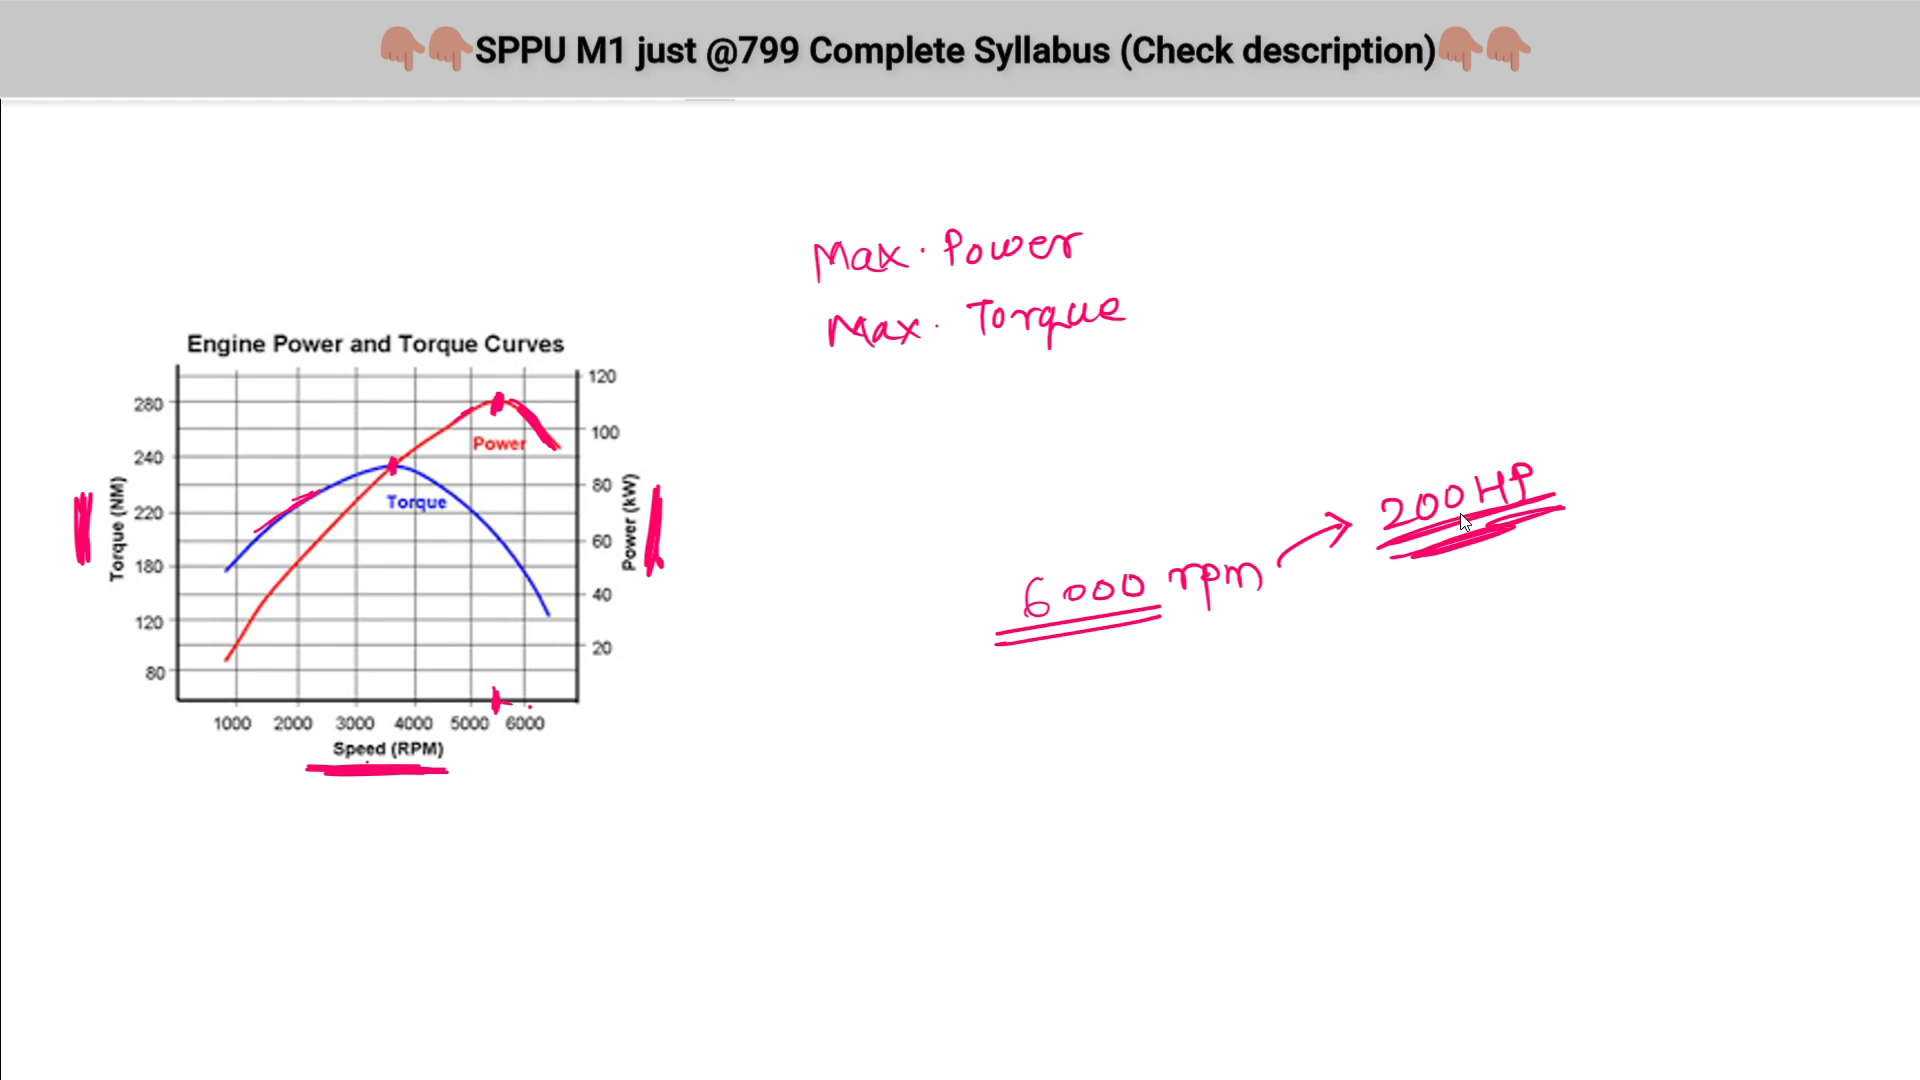 👇👇SPPU M1 just @799 Complete Syllabus (Check description)👇👇
Max. Power
Max. Torque
Engine Power and Torque Curves
280
240
220
180
120
80
Torque (NM)
120
100
80
60
40
20
Power (kW)
Power
Torque
1000 2000 3000 4000 5000 6000
Speed (RPM)
200HP
6000 rpm